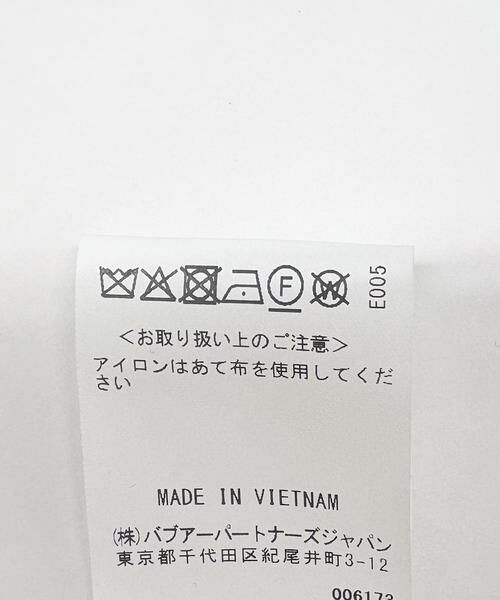 F W E005
<お取り扱い上のご注意>
アイロンはあて布を使用してくだ
さい
MADE IN VIETNAM
(株)バブアーパートナーズジャパン
東京都千代田区紀尾井町3-12
006173